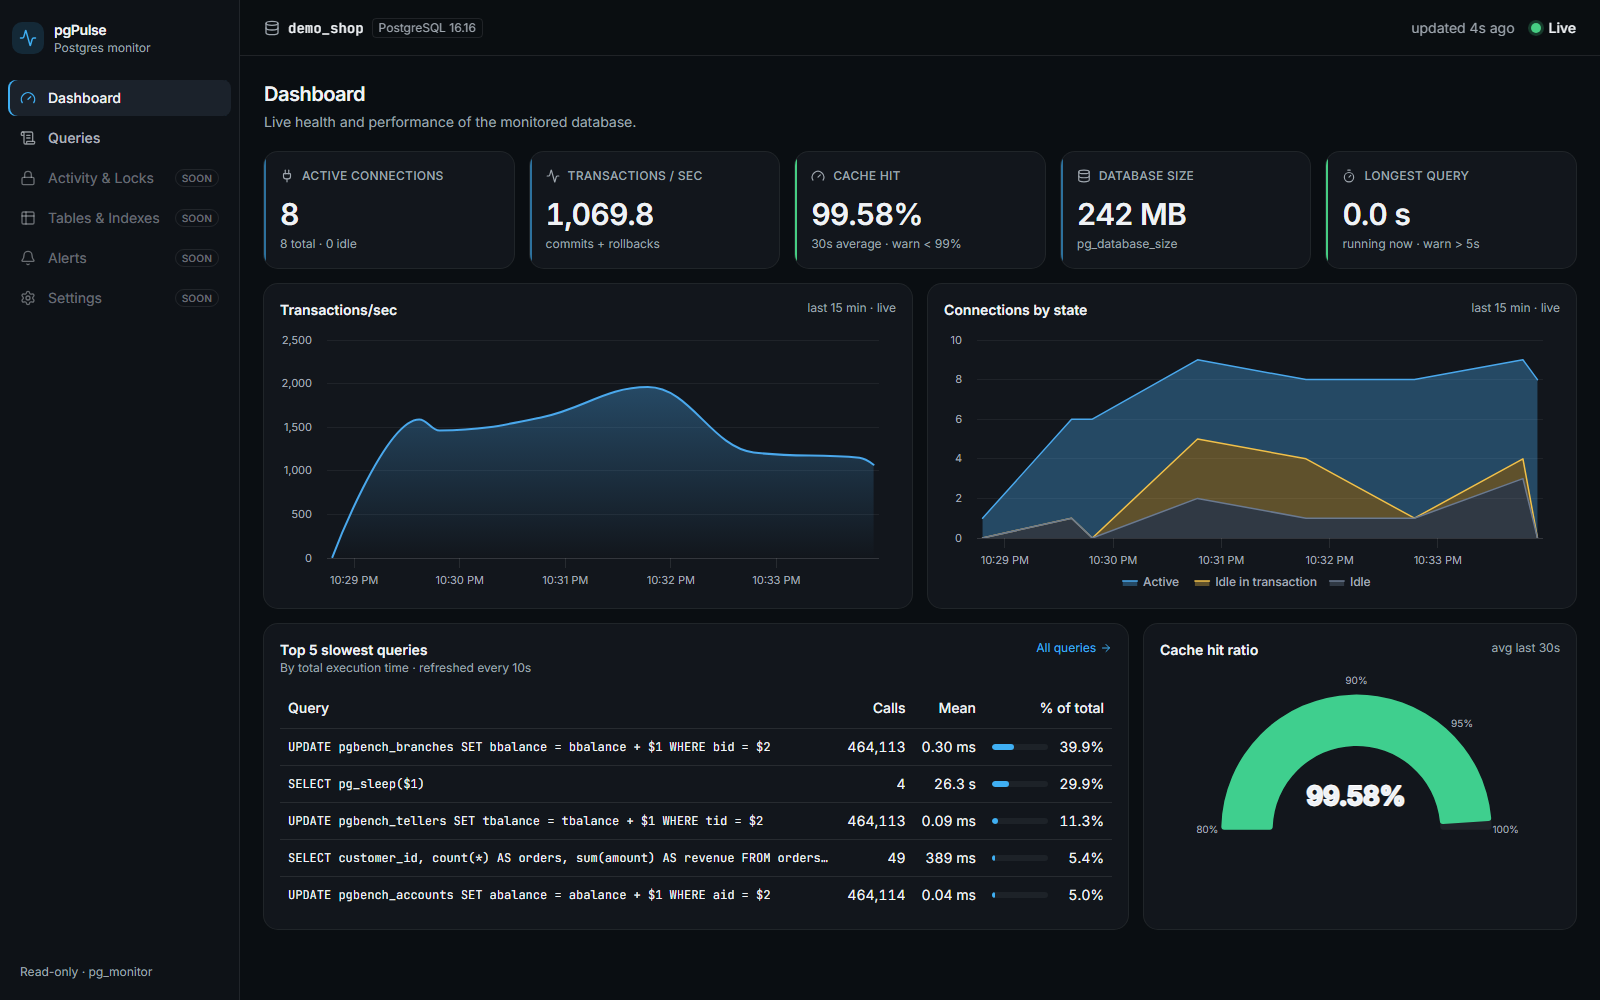 pgPulse
Postgres monitor
Dashboard
Queries
Activity & Locks SOON
Tables & Indexes SOON
Alerts SOON
Settings SOON
Read-only · pg_monitor
demo_shop PostgreSQL 16.16
updated 4s ago Live
Dashboard
Live health and performance of the monitored database.
ACTIVE CONNECTIONS
8
8 total · 0 idle
TRANSACTIONS / SEC
1,069.8
commits + rollbacks
CACHE HIT
99.58%
30s average · warn < 99%
DATABASE SIZE
242 MB
pg_database_size
LONGEST QUERY
0.0 s
running now · warn > 5s
Transactions/sec last 15 min · live
2,500
2,000
1,500
1,000
500
0
10:29 PM 10:30 PM 10:31 PM 10:32 PM 10:33 PM
Connections by state last 15 min · live
10
8
6
4
2
0
10:29 PM 10:30 PM 10:31 PM 10:32 PM 10:33 PM
Active Idle in transaction Idle
Top 5 slowest queries All queries →
By total execution time · refreshed every 10s
Query Calls Mean % of total
UPDATE pgbench_branches SET bbalance = bbalance + $1 WHERE bid = $2 464,113 0.30 ms 39.9%
SELECT pg_sleep($1) 4 26.3 s 29.9%
UPDATE pgbench_tellers SET tbalance = tbalance + $1 WHERE tid = $2 464,113 0.09 ms 11.3%
SELECT customer_id, count(*) AS orders, sum(amount) AS revenue FROM orders… 49 389 ms 5.4%
UPDATE pgbench_accounts SET abalance = abalance + $1 WHERE aid = $2 464,114 0.04 ms 5.0%
Cache hit ratio avg last 30s
90%
95%
99.58%
80% 100%